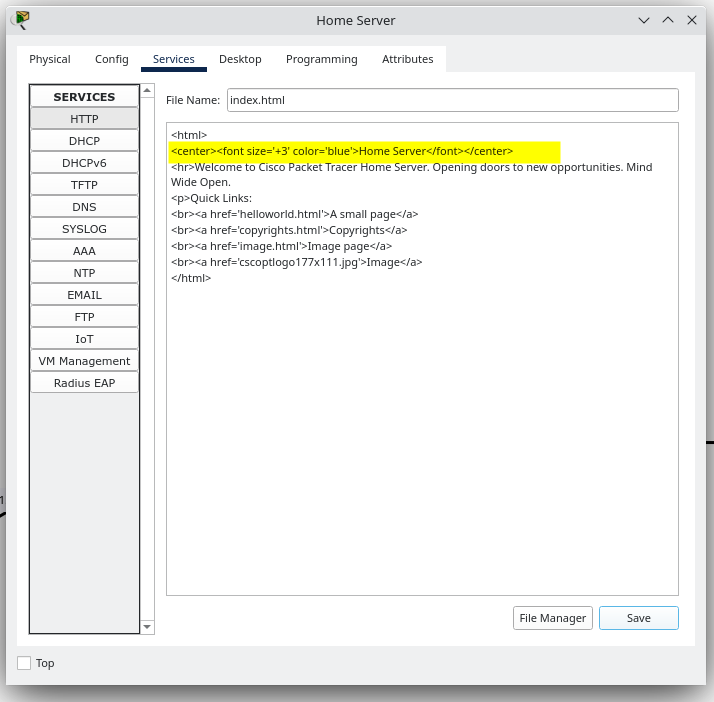 Home Server
Physical
Config
Services
Desktop
Programming
Attributes
SERVICES
HTTP
DHCP
DHCPv6
TFTP
DNS
SYSLOG
AAA
NTP
EMAIL
FTP
IoT
VM Management
Radius EAP
File Name:
index.html
<html>
<center><font size='+3' color='blue'>Home Server</font></center>
<hr>Welcome to Cisco Packet Tracer Home Server. Opening doors to new opportunities. Mind
Wide Open.
<p>Quick Links:
<br><a href='helloworld.html'>A small page</a>
<br><a href='copyrights.html'>Copyrights</a>
<br><a href='image.html'>Image page</a>
<br><a href='cscoptlogo177x111.jpg'>Image</a>
</html>
File Manager
Save
Top
1